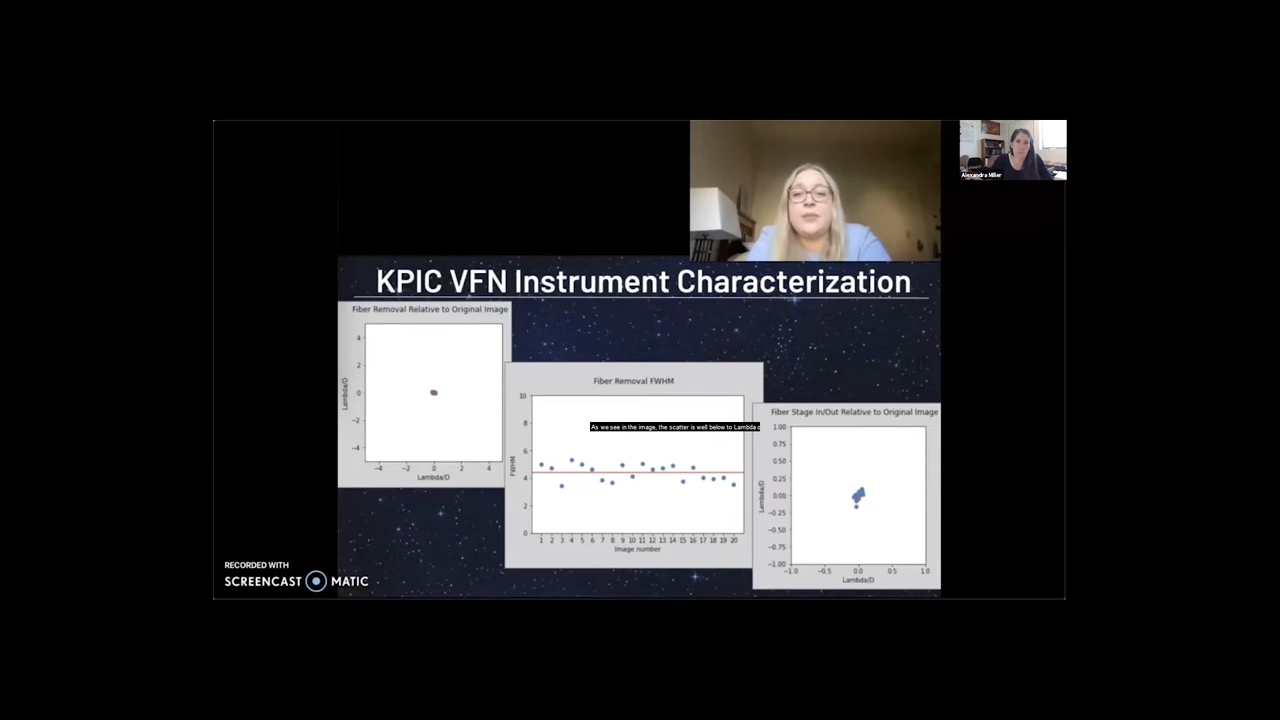 Alexandra Miller
KPIC VFN Instrument Characterization
Fiber Removal Relative to Original Image
4
2
0
−2
−4
Lambda/D
−4 −2 0 2 4
Lambda/D
Fiber Removal FWHM
10
8
6
4
2
0
FWHM
As we see in the image, the scatter is well below to Lambda
1 2 3 4 5 6 7 8 9 10 11 12 13 14 15 16 17 18 19 20
Image number
Fiber Stage In/Out Relative to Original Image
1.00
0.75
0.50
0.25
0.00
−0.25
−0.50
−0.75
−1.00
Lambda/D
−1.0 −0.5 0.0 0.5 1.0
Lambda/D
RECORDED WITH
SCREENCAST MATIC